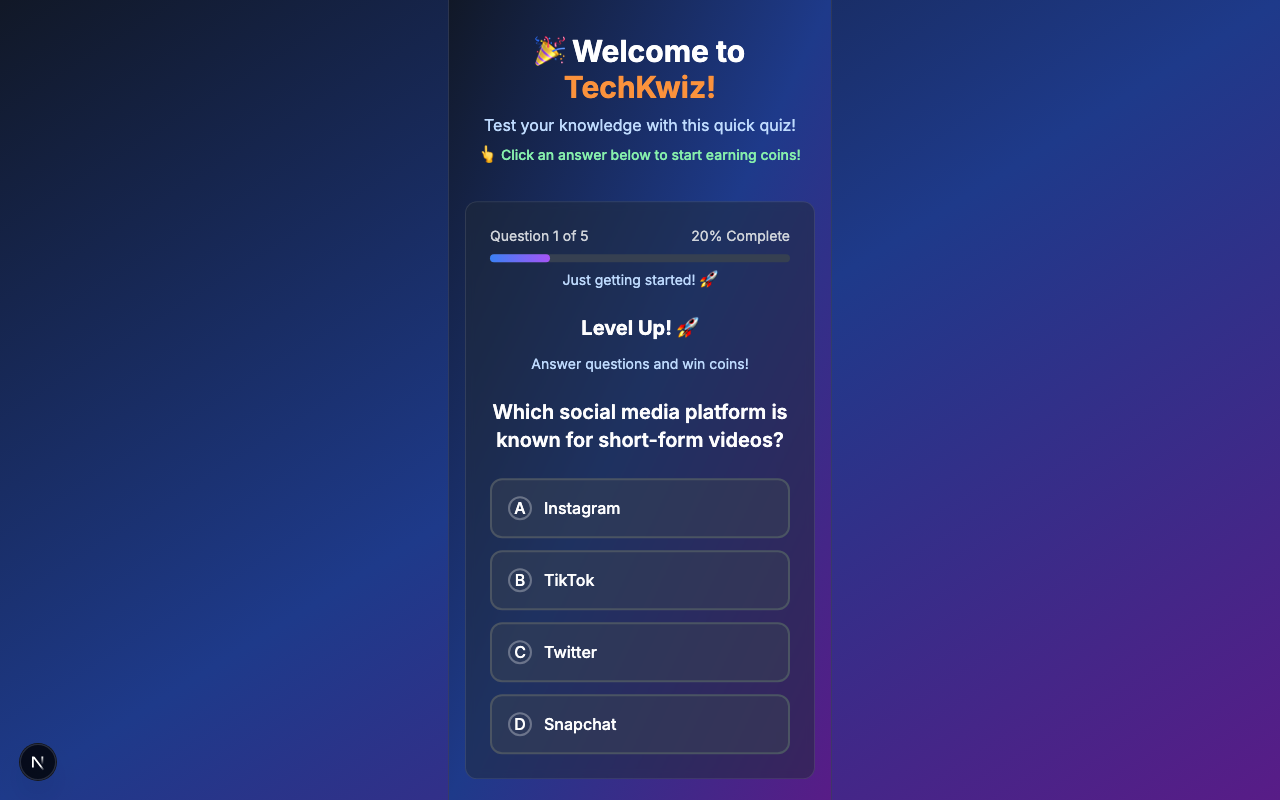 🎉 Welcome to
TechKwiz!
Test your knowledge with this quick quiz!
👆 Click an answer below to start earning coins!
Question 1 of 5
20% Complete
Just getting started! 🚀
Level Up! 🚀
Answer questions and win coins!
Which social media platform is
known for short-form videos?
A Instagram
B TikTok
C Twitter
D Snapchat
N